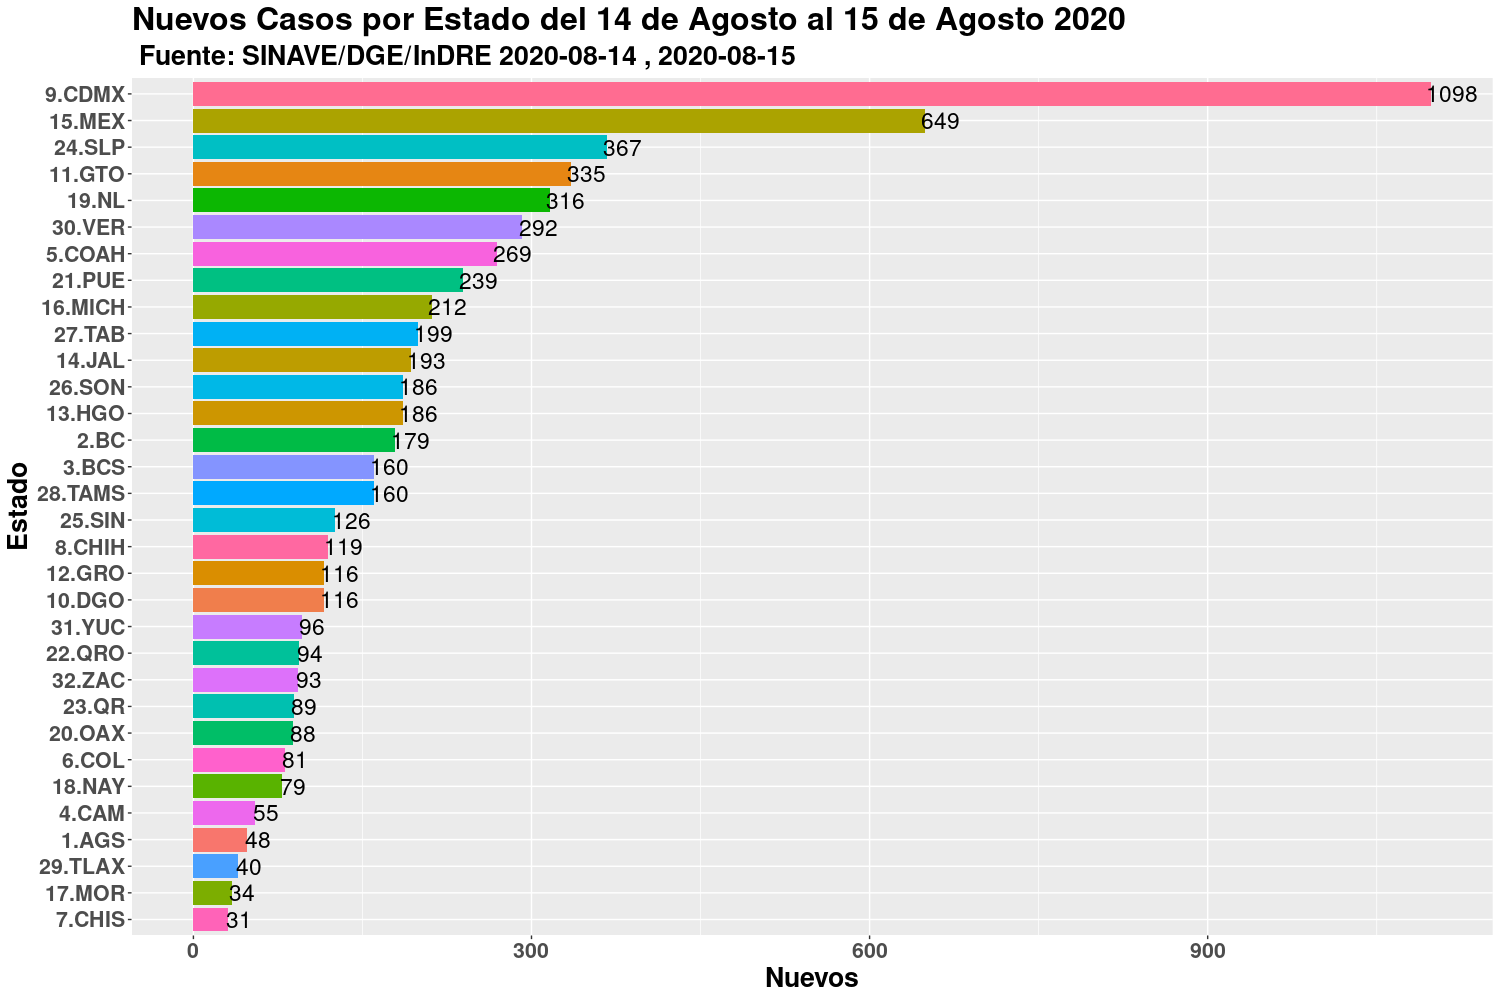 Nuevos Casos por Estado del 14 de Agosto al 15 de Agosto 2020
Fuente: SINAVE/DGE/InDRE 2020-08-14 , 2020-08-15
Estado
9.CDMX 1098
15.MEX 649
24.SLP 367
11.GTO 335
19.NL 316
30.VER 292
5.COAH 269
21.PUE 239
16.MICH 212
27.TAB 199
14.JAL 193
26.SON 186
13.HGO 186
2.BC 179
3.BCS 160
28.TAMS 160
25.SIN 126
8.CHIH 119
12.GRO 116
10.DGO 116
31.YUC 96
22.QRO 94
32.ZAC 93
23.QR 89
20.OAX 88
6.COL 81
18.NAY 79
4.CAM 55
1.AGS 48
29.TLAX 40
17.MOR 34
7.CHIS 31
0 300 600 900
Nuevos